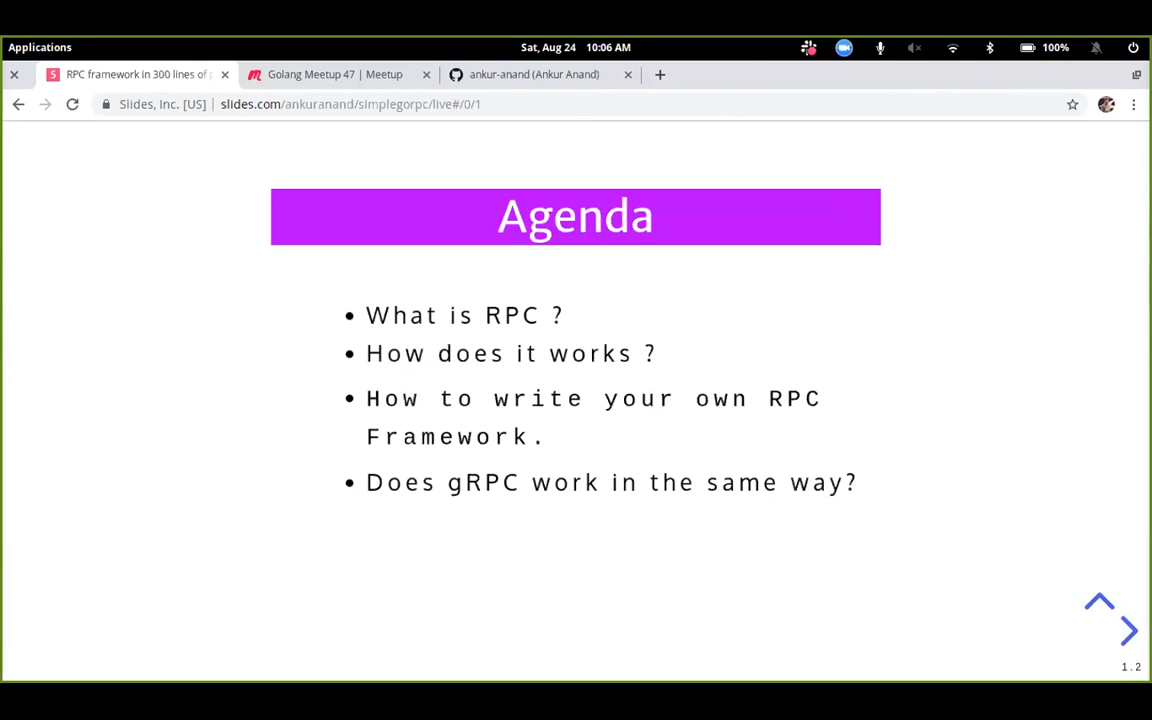 Applications
Sat, Aug 24 10:06 AM
100%
RPC framework in 300 lines of
Golang Meetup 47 | Meetup
ankur-anand (Ankur Anand)
Slides, Inc. [US] | slides.com/ankuranand/simplegorpc/live#/0/1
Agenda
• What is RPC ?
• How does it works ?
• How to write your own RPC
Framework.
• Does gRPC work in the same way?
1.2